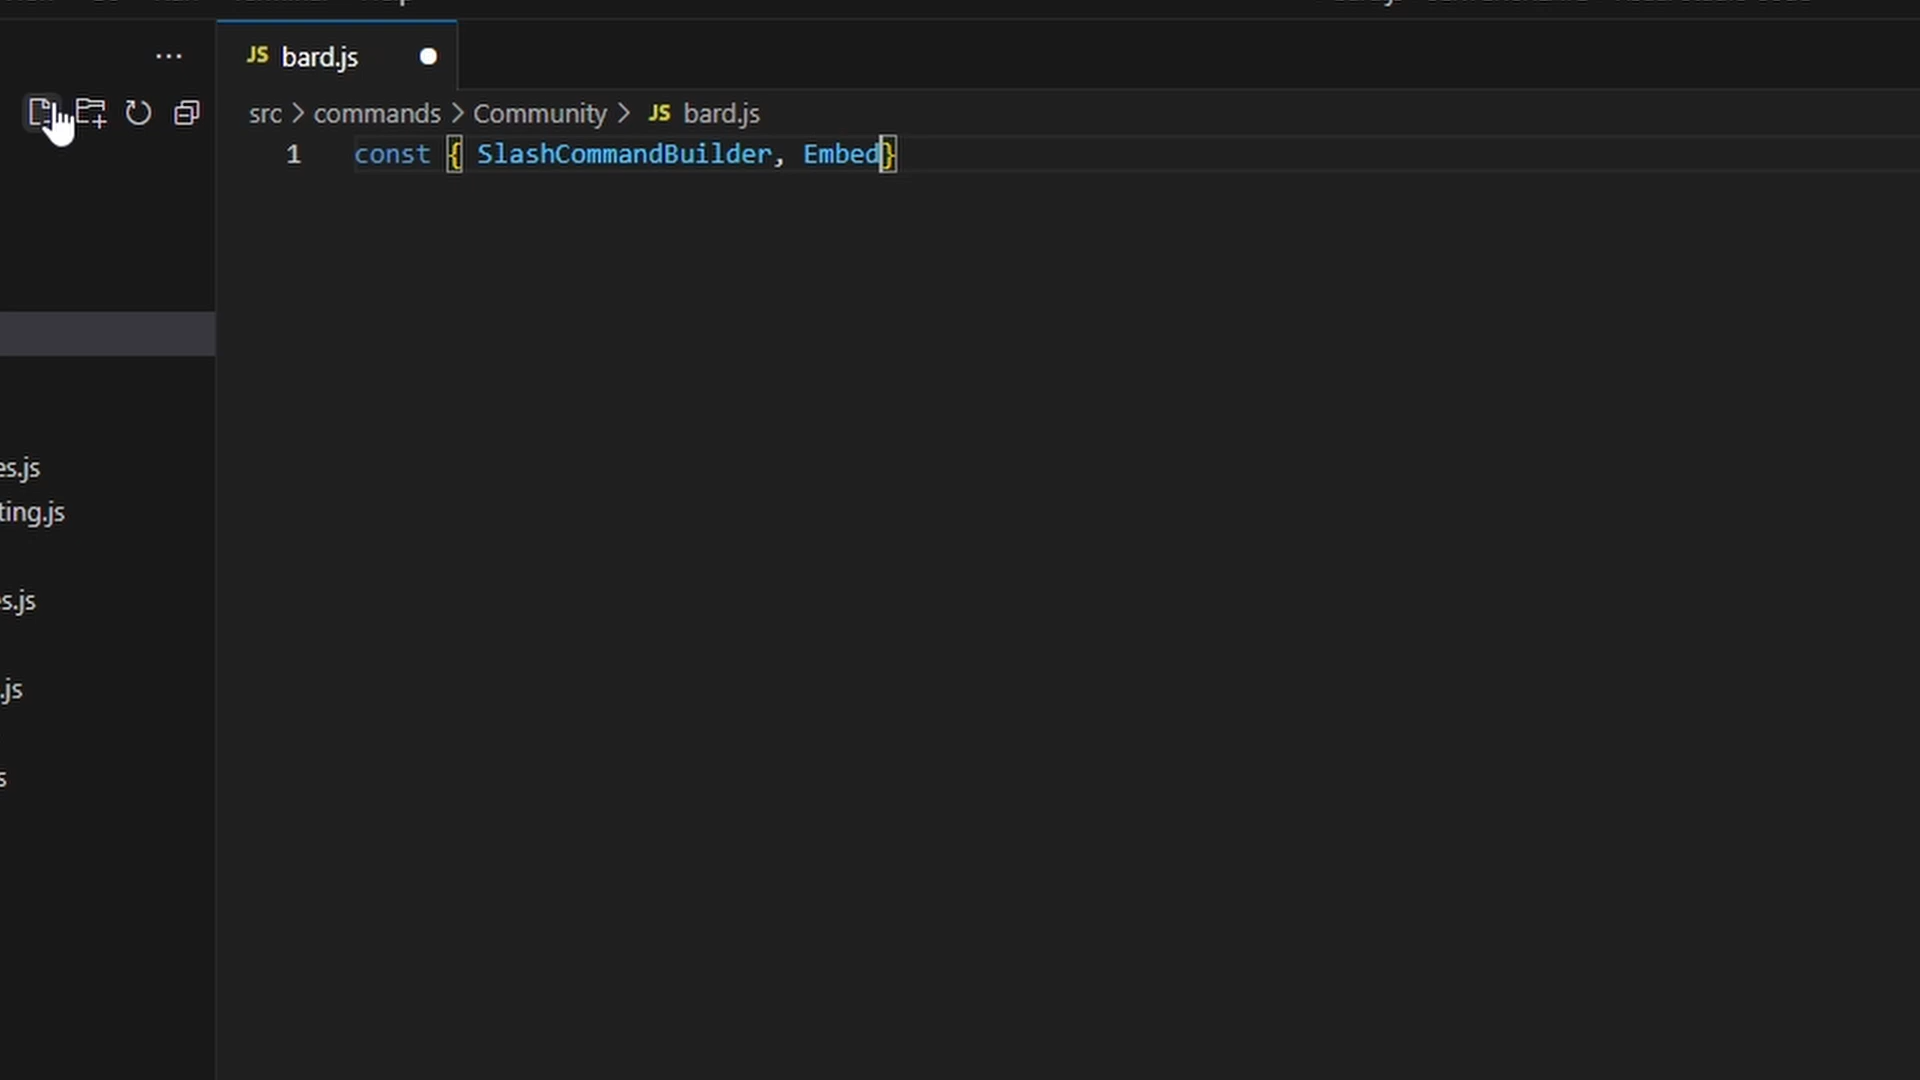 JS bard.js
src > commands > Community > JS bard.js
1 const { SlashCommandBuilder, Embed}
es.js
ting.js
s.js
.js
s